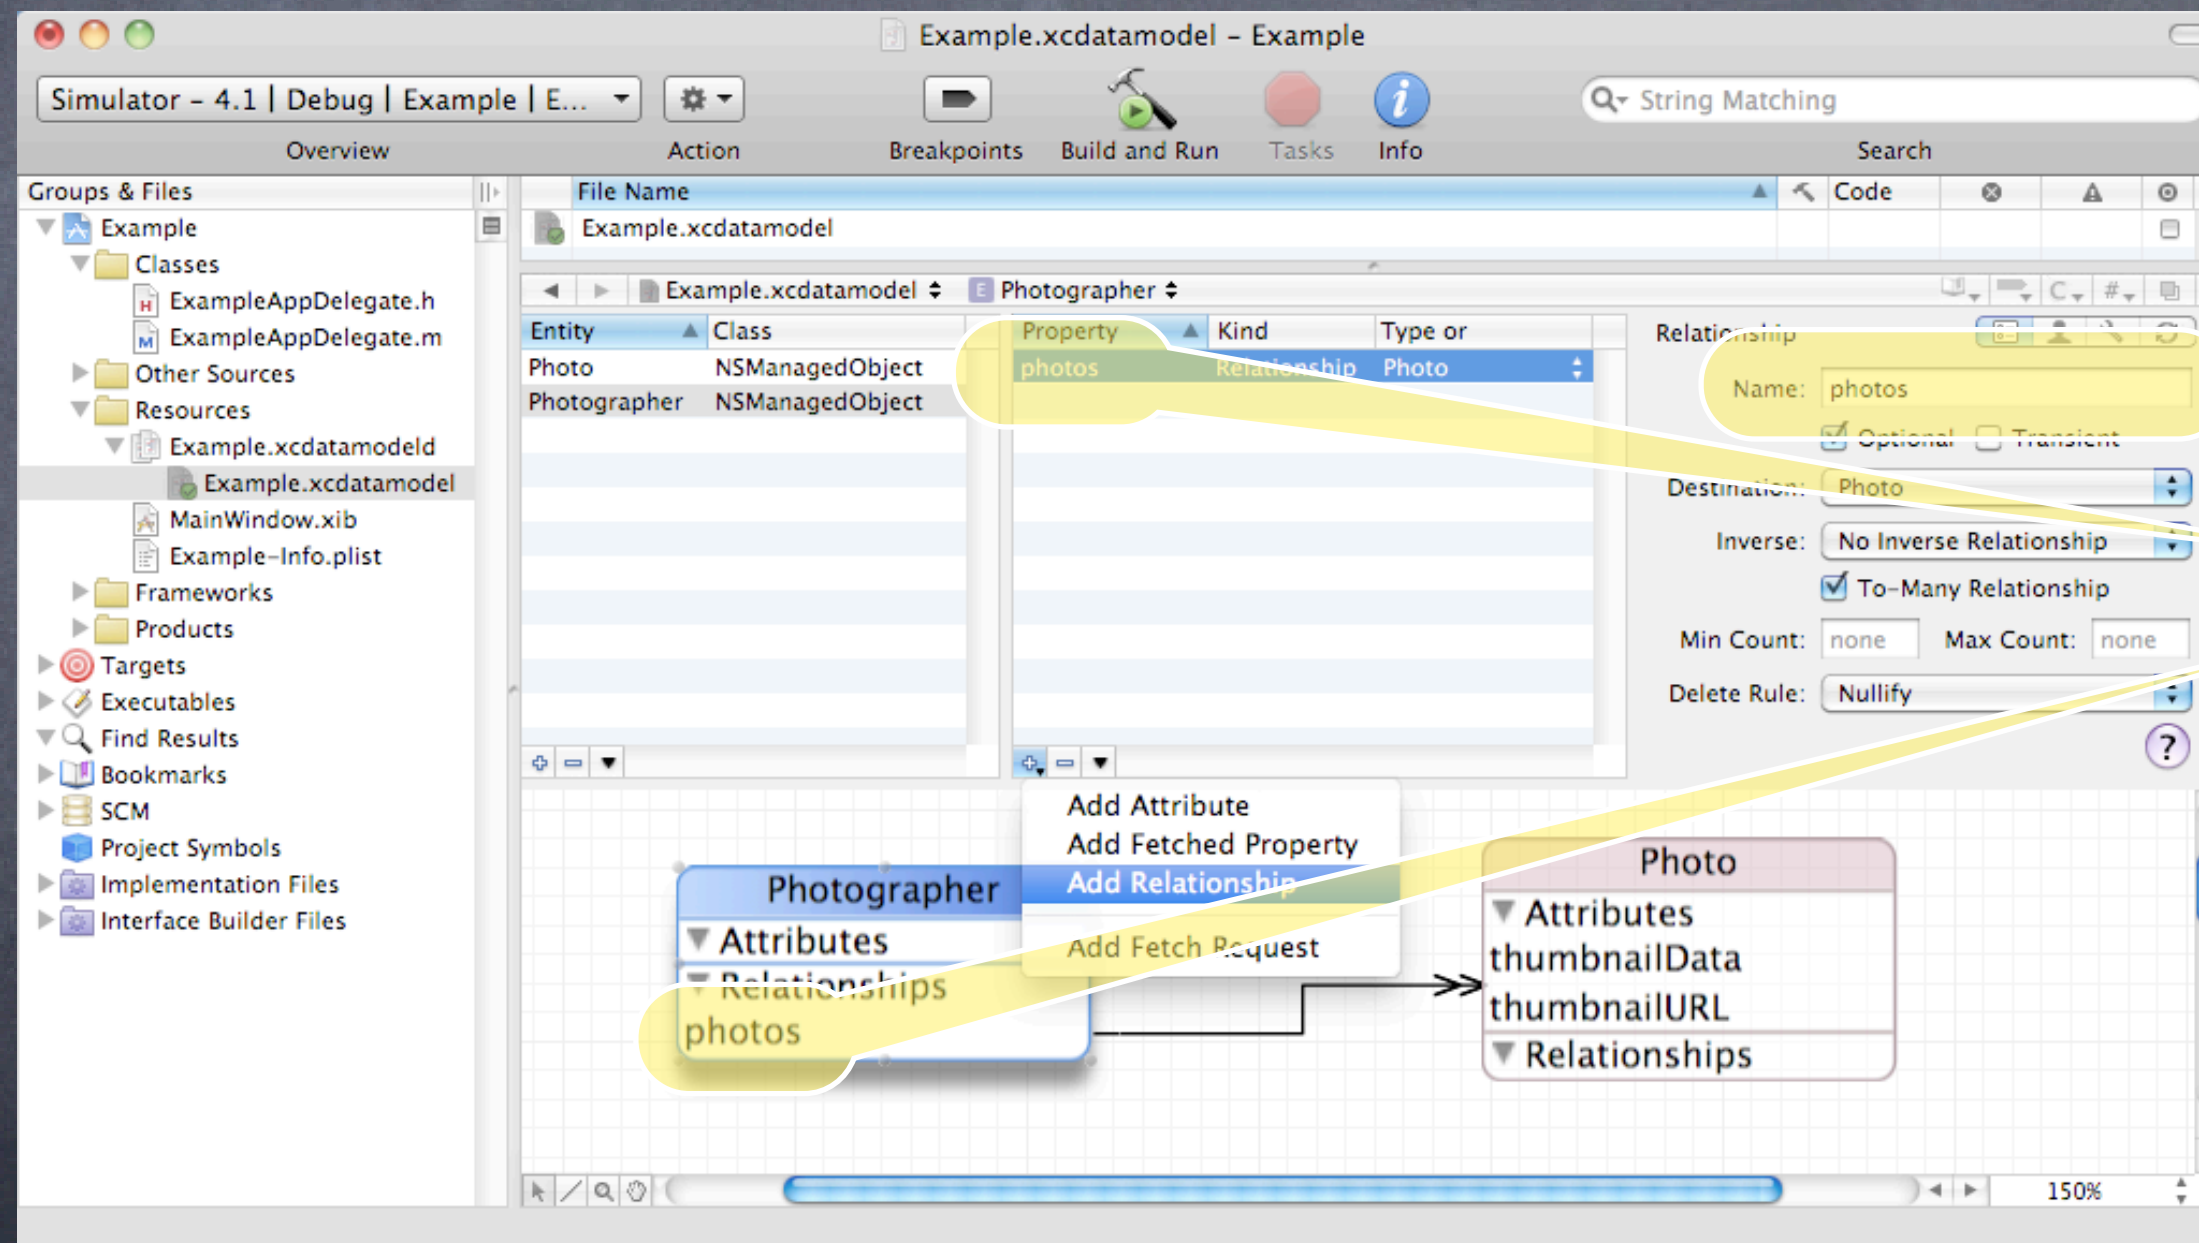 Example.xcdatamodel – Example
Simulator – 4.1 | Debug | Example | E...
String Matching
Overview
Action
Breakpoints
Build and Run
Tasks
Info
Search
Groups & Files
File Name
Code
Example
Example.xcdatamodel
Classes
ExampleAppDelegate.h
Example.xcdatamodel
Photographer
C
#
ExampleAppDelegate.m
Entity
Class
Property
Kind
Type or
Relationship
Other Sources
Photo
NSManagedObject
photos
Relationship
Photo
Name:
photos
Resources
Photographer
NSManagedObject
Optional
Transient
Example.xcdatamodeld
Example.xcdatamodel
Destination:
Photo
MainWindow.xib
Inverse:
No Inverse Relationship
Example-Info.plist
Frameworks
To-Many Relationship
Products
Min Count:
none
Max Count:
none
Targets
Executables
Delete Rule:
Nullify
Find Results
?
Bookmarks
SCM
Add Attribute
Project Symbols
Add Fetched Property
Implementation Files
Add Relationship
Interface Builder Files
Add Fetch Request
Photographer
Attributes
Relationships
photos
Photo
Attributes
thumbnailData
thumbnailURL
Relationships
150%